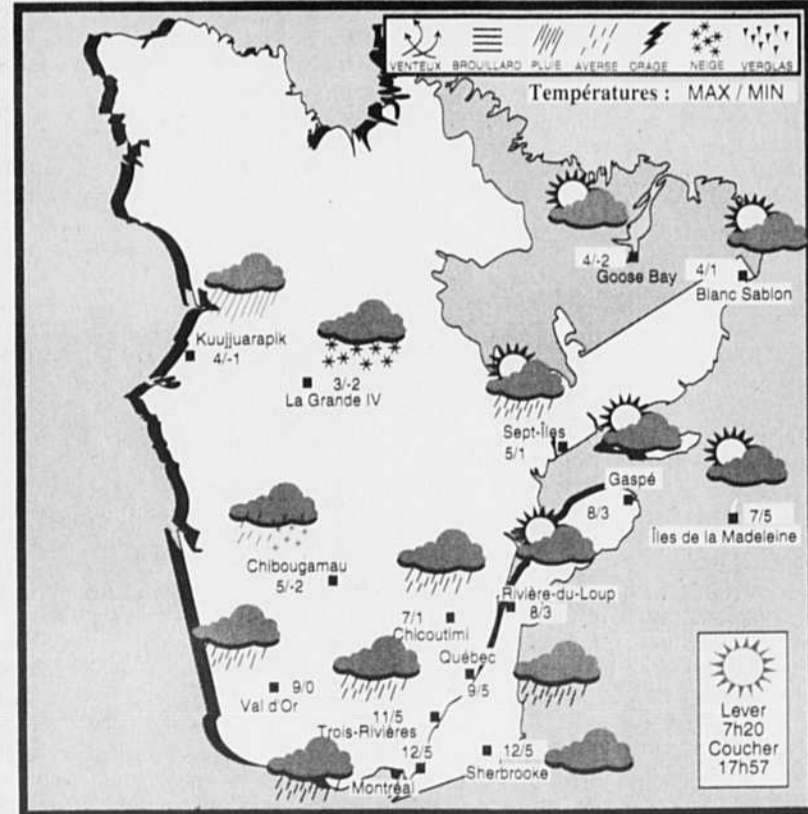 VENTEUX BROUILLARD PLUIE AVERSE ORAGE NEIGE VERGLAS
Températures : MAX / MIN
4/-2
Goose Bay
4/1
Blanc Sablon
Kuujjuarapik
4/-1
3/-2
La Grande IV
Sept-Îles
5/1
Gaspé
8/3
7/5
Îles de la Madeleine
Chibougamau
5/-2
Rivière-du-Loup
8/3
7/1
Chicoutimi
Québec
9/5
9/0
Val d'Or
11/5
Trois-Rivières
12/5
Montréal
12/5
Sherbrooke
Lever
7h20
Coucher
17h57